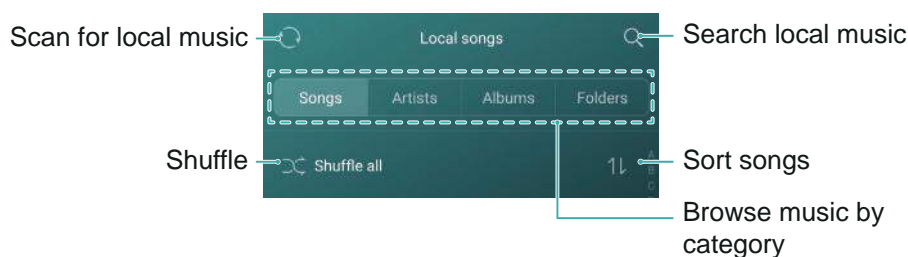 Scan for local music
Local songs
Search local music
Songs Artists Albums Folders
Shuffle
Shuffle all
Sort songs
A
B
C
Browse music by
category